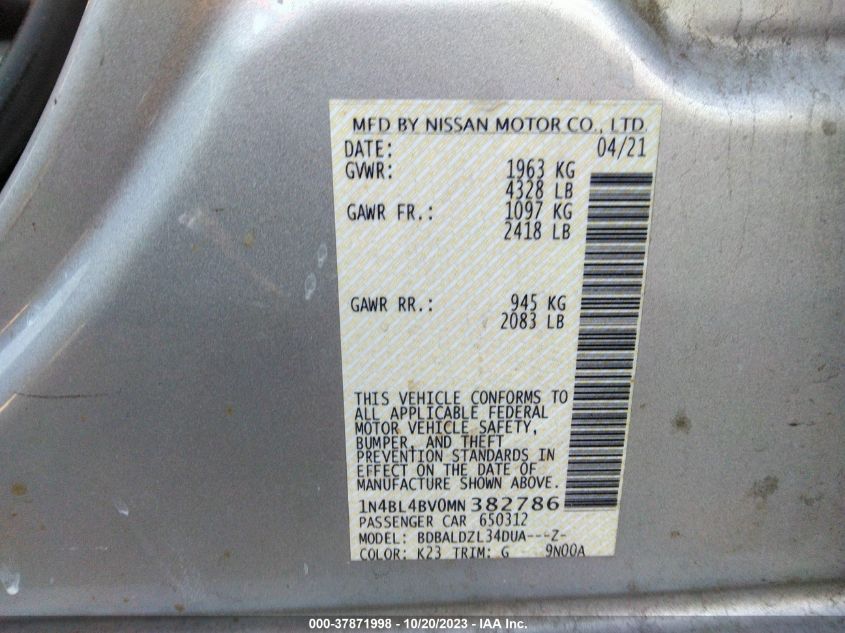 MFD BY NISSAN MOTOR CO., LTD.
DATE: 04/21
GVWR: 1963 KG
4328 LB
GAWR FR.: 1097 KG
2418 LB
GAWR RR.: 945 KG
2083 LB
THIS VEHICLE CONFORMS TO
ALL APPLICABLE FEDERAL
MOTOR VEHICLE SAFETY,
BUMPER, AND THEFT
PREVENTION STANDARDS IN
EFFECT ON THE DATE OF
MANUFACTURE SHOWN ABOVE.
1N4BL4BV0MN382786
PASSENGER CAR 650312
MODEL: BDBALDZL34DUA---Z-
COLOR: K23 TRIM: G 9N00A
000-37871998 - 10/20/2023 - IAA Inc.